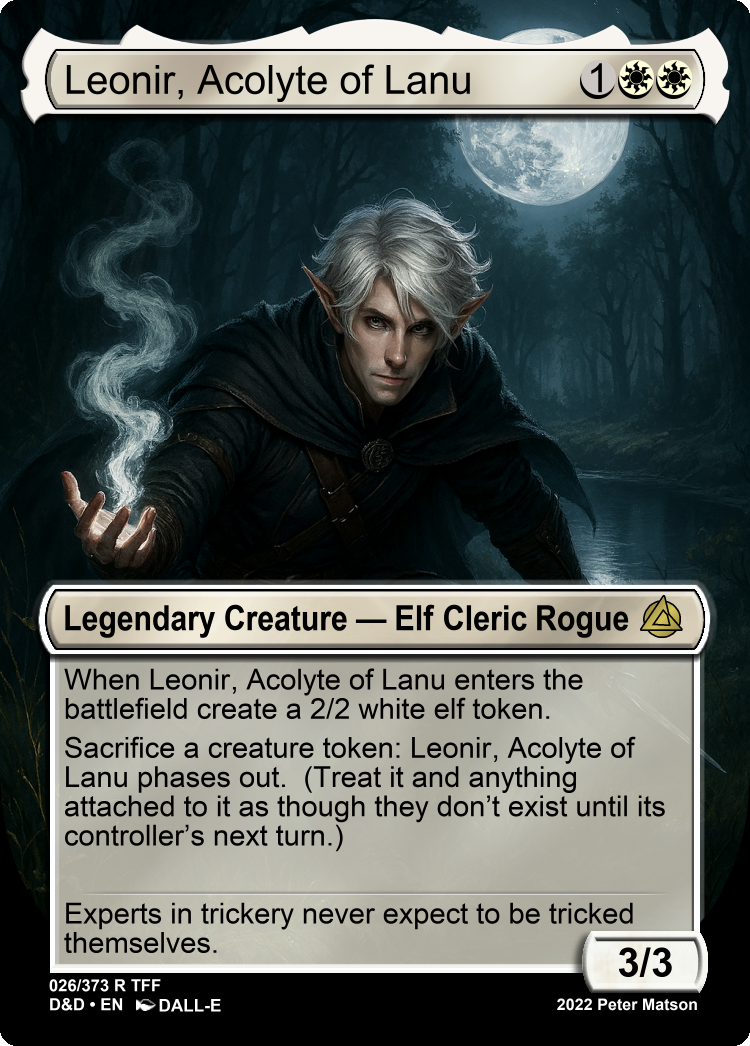 Leonir, Acolyte of Lanu 1
Legendary Creature — Elf Cleric Rogue
When Leonir, Acolyte of Lanu enters the
battlefield create a 2/2 white elf token.
Sacrifice a creature token: Leonir, Acolyte of
Lanu phases out.  (Treat it and anything
attached to it as though they don't exist until its
controller's next turn.)
Experts in trickery never expect to be tricked
themselves.
3/3
026/373 R TFF
D&D • EN DALL-E
2022 Peter Matson